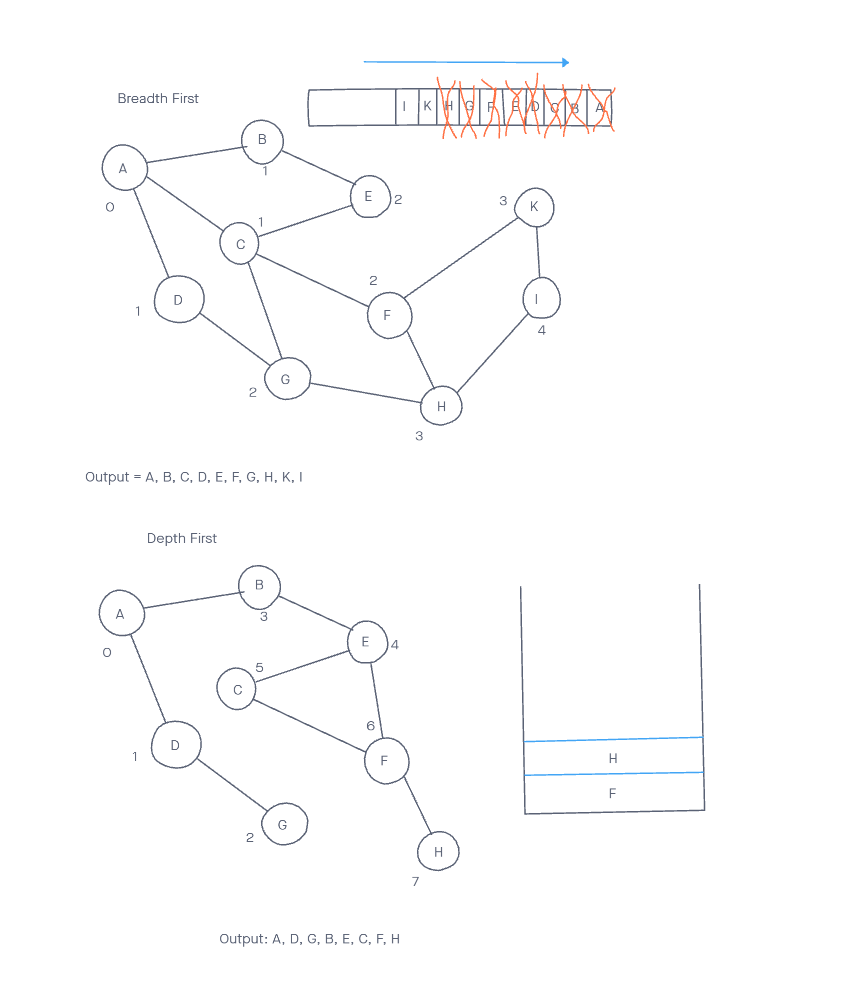 Breadth First
I K H G F E D C B A
B
A
1
E
2
0
1
C
3
K
D
1
2
F
I
4
G
2
H
3
Output = A, B, C, D, E, F, G, H, K, I
Depth First
B
A
3
E
4
0
5
C
6
D
1
F
H
F
G
2
H
7
Output: A, D, G, B, E, C, F, H